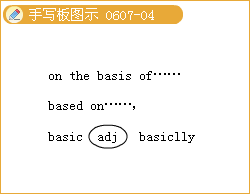 手写板图示 0607-04
on the basis of……
based on……,
basic adj basiclly